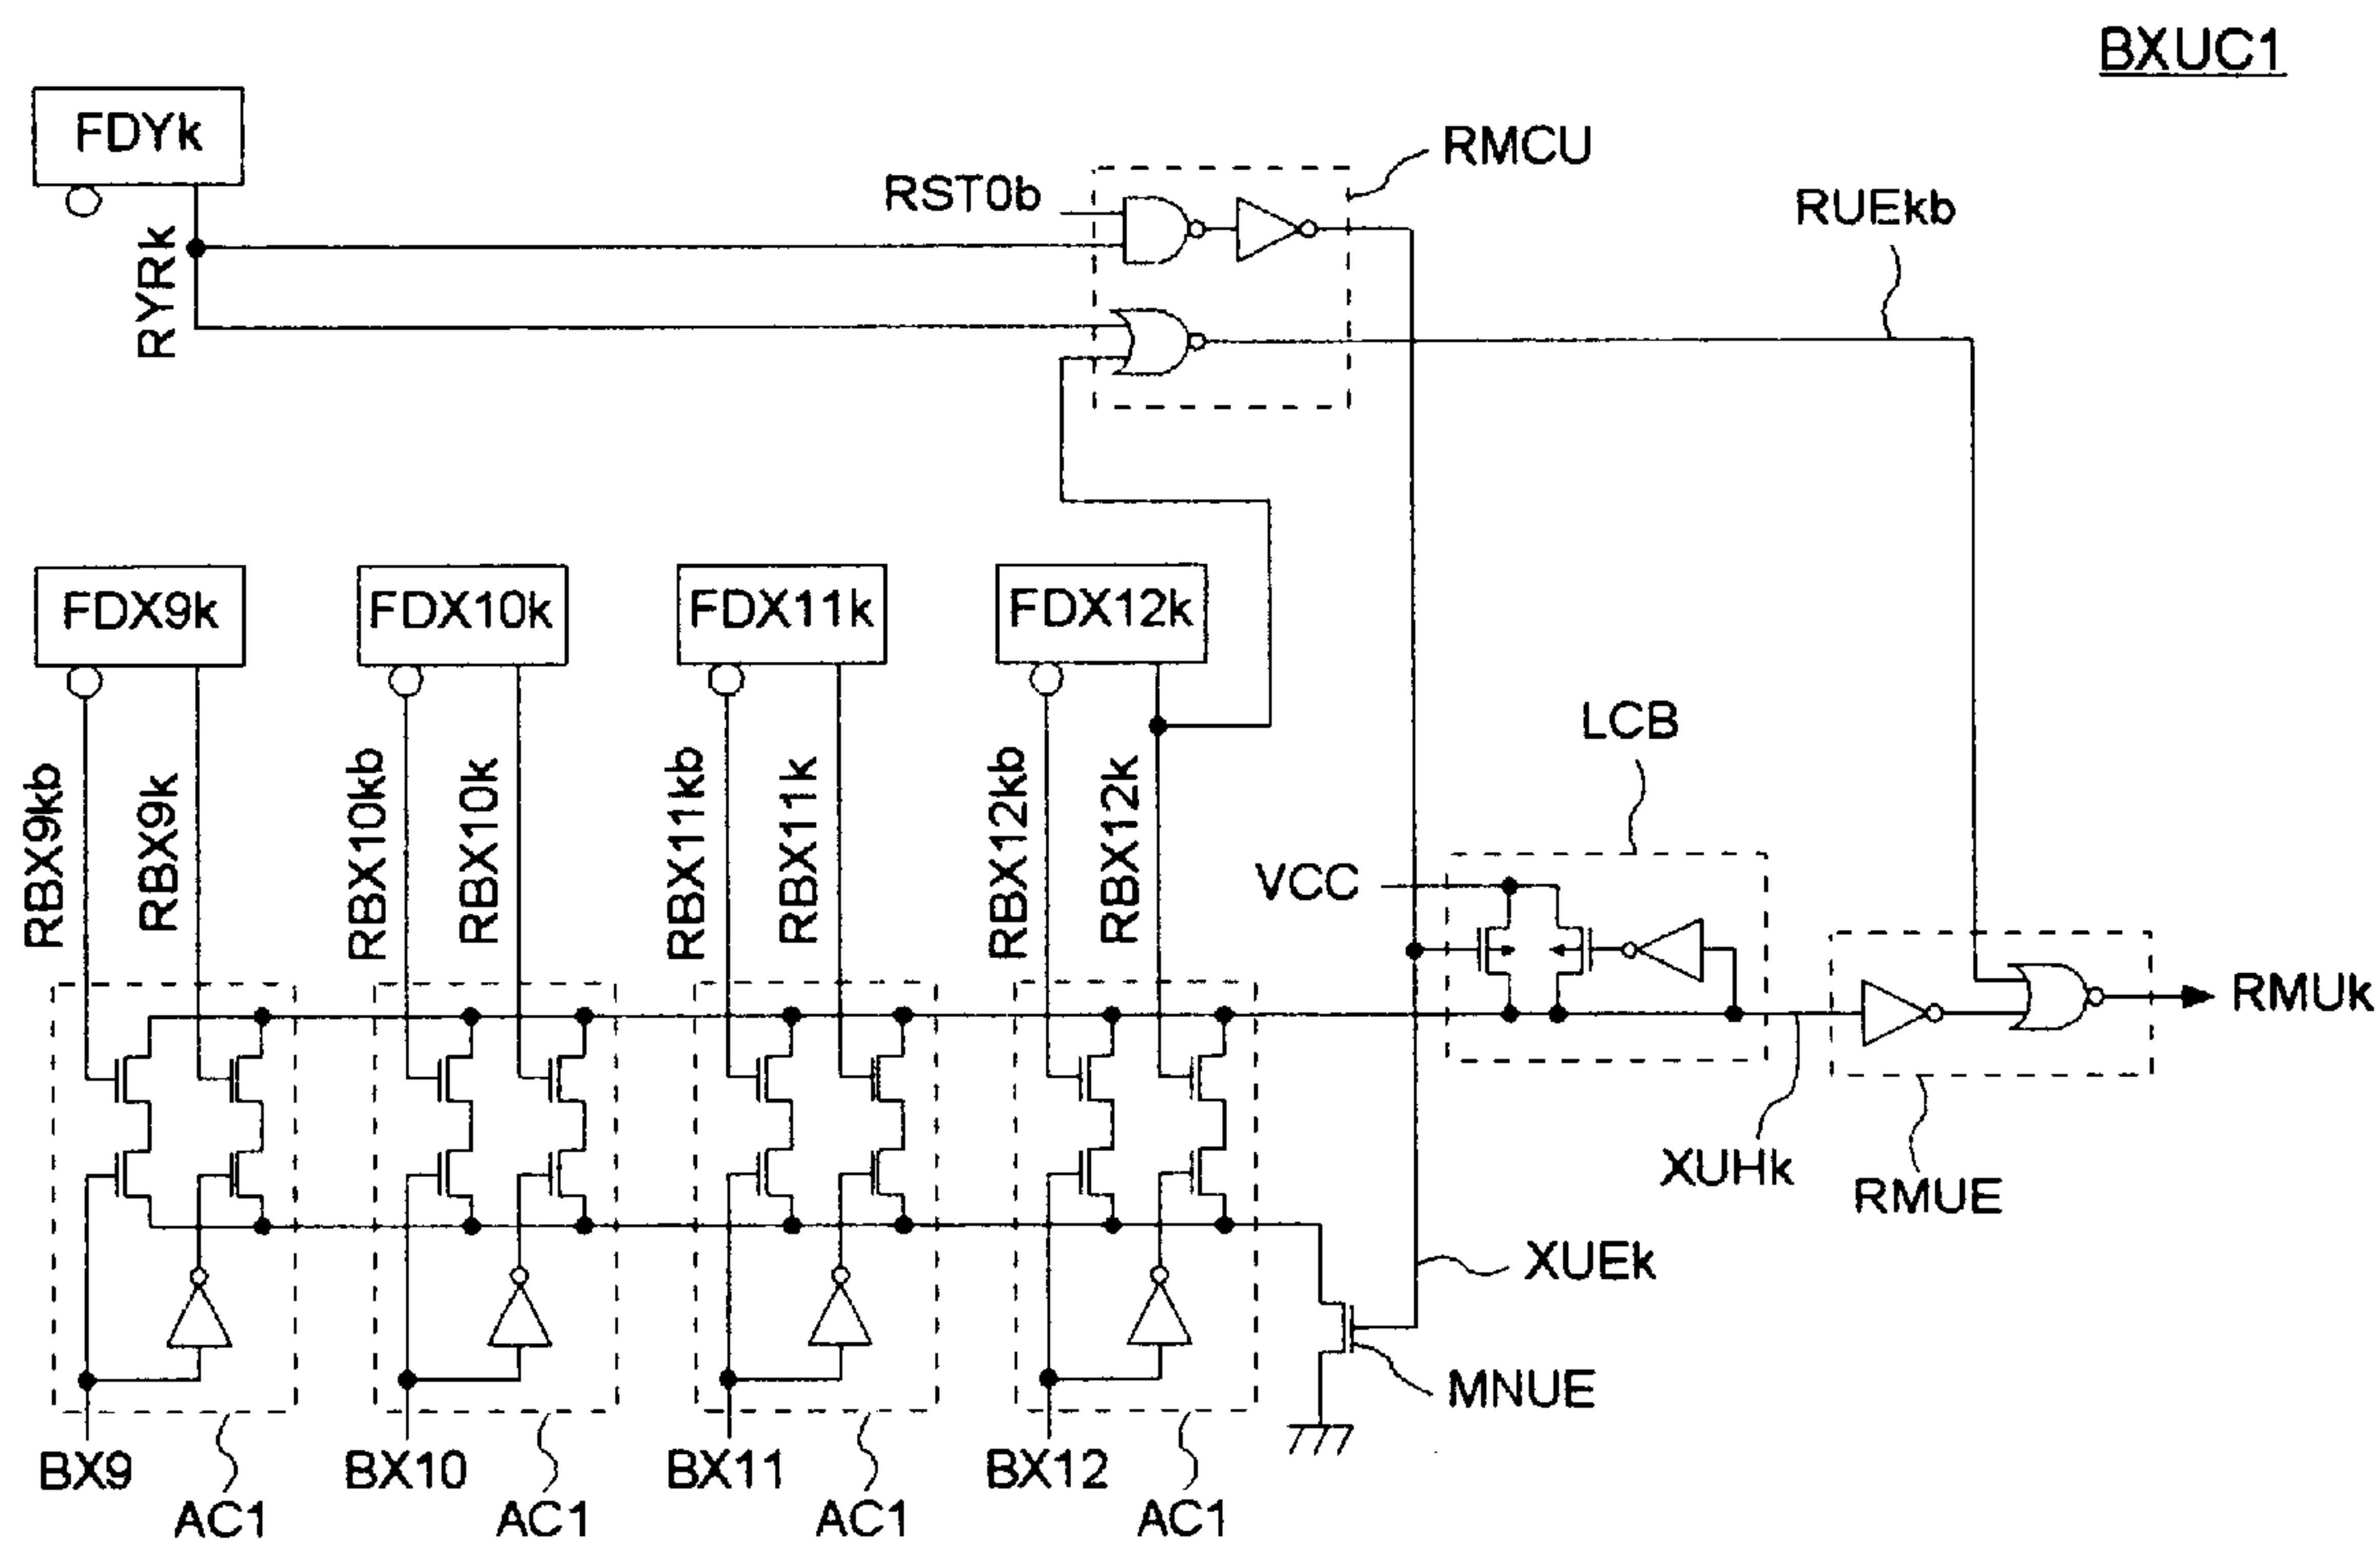 BXUC1
FDYk
RMCU
RST0b
RUEkb
RYRk
FDX9k
FDX10k
FDX11k
FDX12k
LCB
RBX9kb
RBX9k
RBX10kb
RBX10k
RBX11kb
RBX11k
RBX12kb
RBX12k
VCC
RMUk
XUHk
RMUE
XUEk
MNUE
BX9
BX10
BX11
BX12
AC1
AC1
AC1
AC1